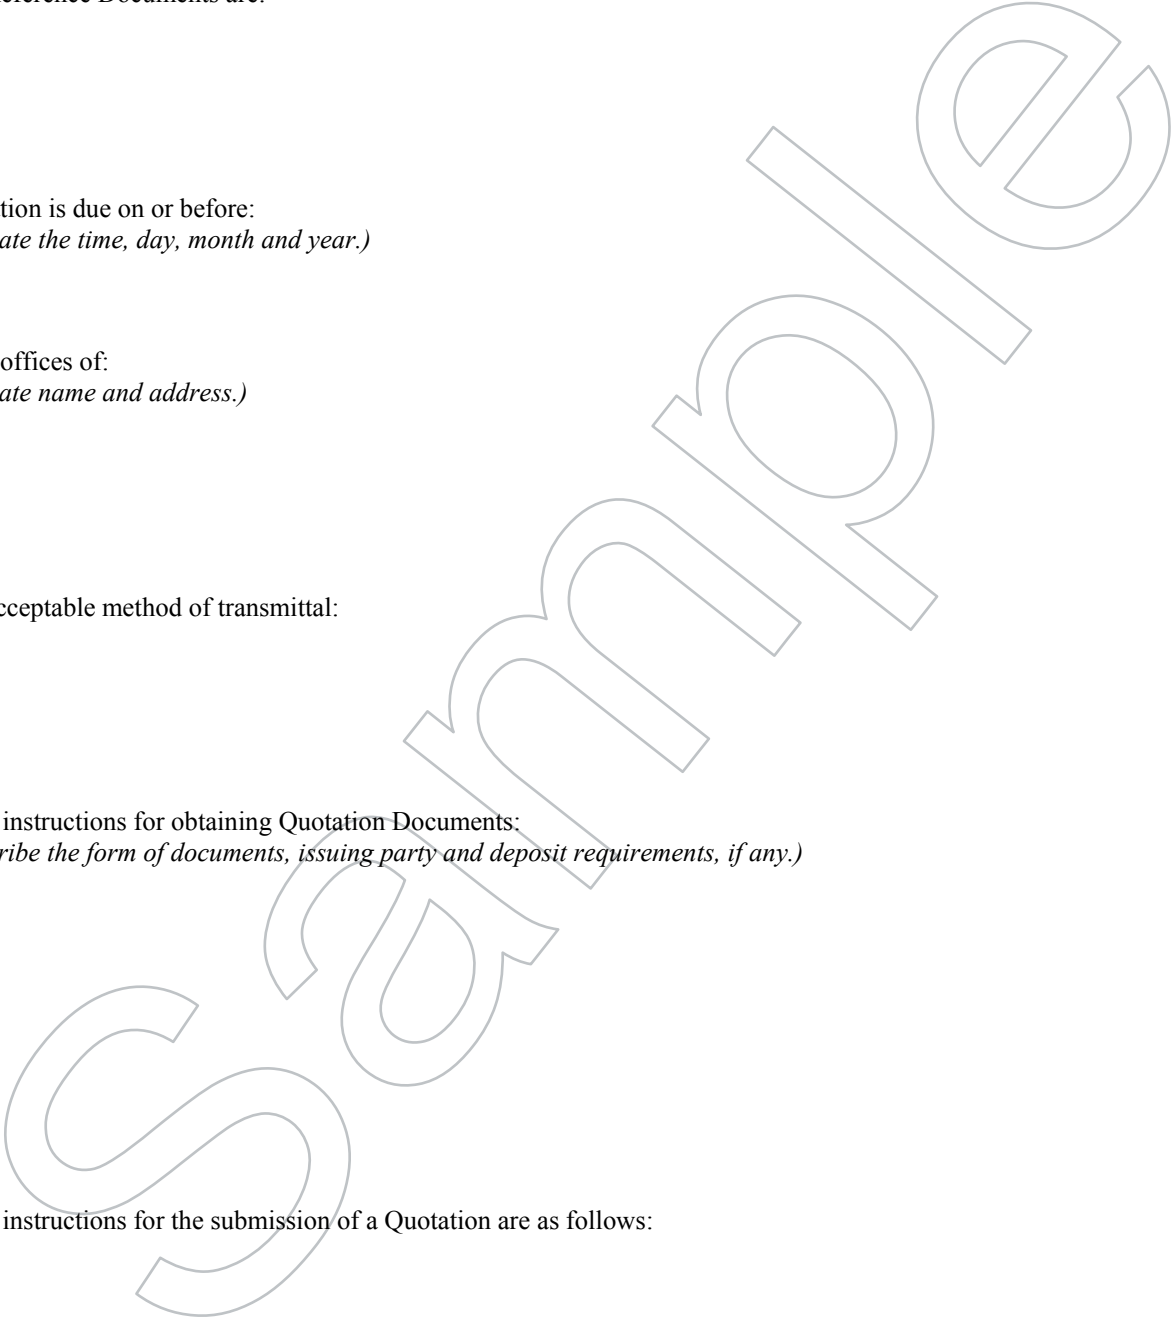 Documents are:
tion is due on or before:
ate the time, day, month and year.)
offices of:
ate name and address.)
cceptable method of transmittal:
instructions for obtaining Quotation Documents:
ribe the form of documents, issuing party and deposit requirements, if any.)
instructions for the submission of a Quotation are as follows:
Sample